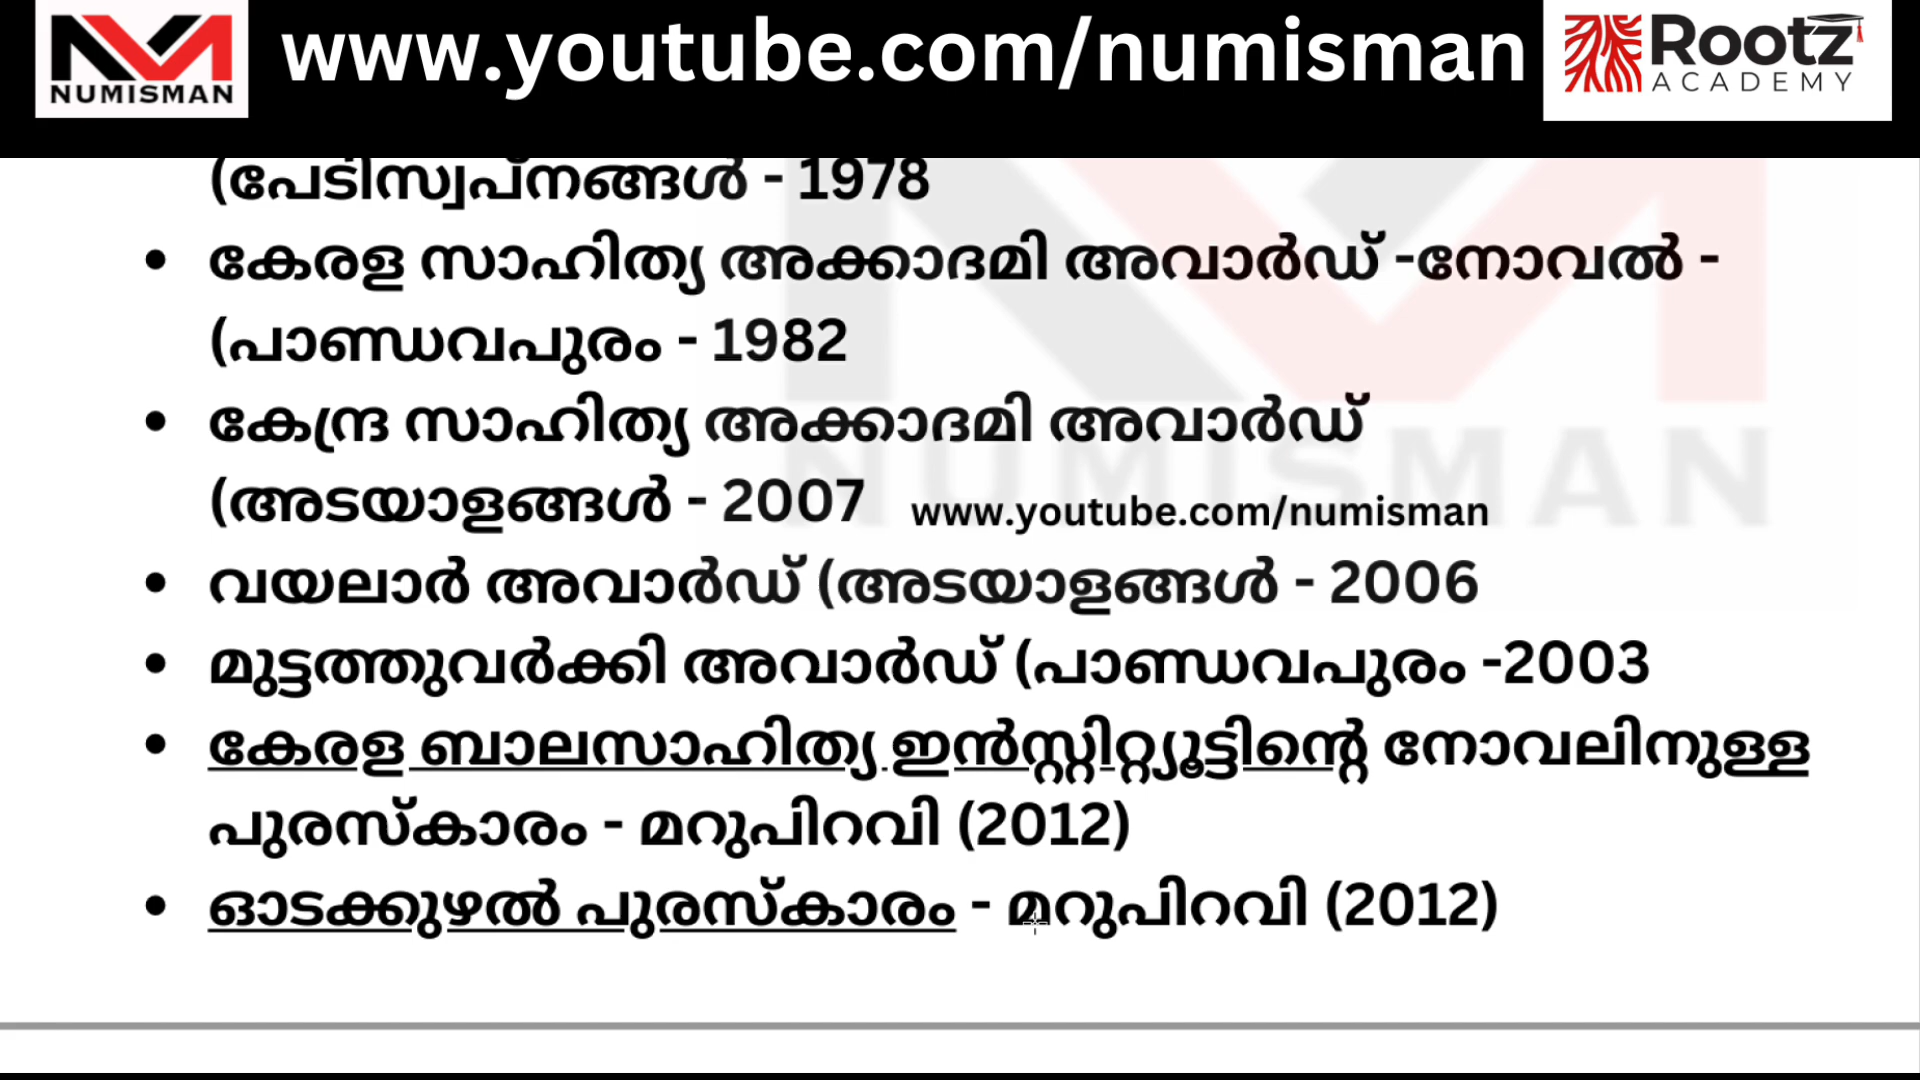 NUMISMAN
www.youtube.com/numisman
Rootz
ACADEMY
(പേടിസ്വപ്നങ്ങൾ - 1978
• കേരള സാഹിത്യ അക്കാദമി അവാർഡ് -നോവൽ -
(പാണ്ഡവപുരം - 1982
• കേന്ദ്ര സാഹിത്യ അക്കാദമി അവാർഡ്
(അടയാളങ്ങൾ - 2007 www.youtube.com/numisman
NUMISMAN
• വയലാർ അവാർഡ് (അടയാളങ്ങൾ - 2006
• മുട്ടത്തുവർക്കി അവാർഡ് (പാണ്ഡവപുരം -2003
• കേരള ബാലസാഹിത്യ ഇൻസ്റ്റിറ്റ്യൂട്ടിന്റെ നോവലിനുള്ള
പുരസ്കാരം - മറുപിറവി (2012)
• ഓടക്കുഴൽ പുരസ്കാരം - മറുപിറവി (2012)